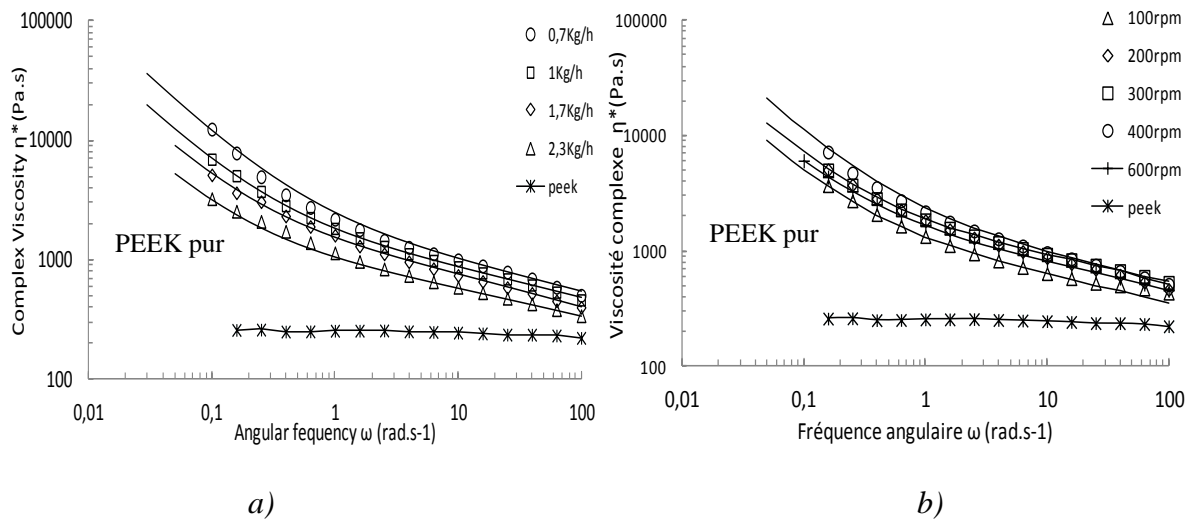 Complex Viscosity η*(Pa.s)
100000
10000
1000
100
0,01
0,1
1
10
100
Angular fequency ω (rad.s-1)
0,7Kg/h
1Kg/h
1,7Kg/h
2,3Kg/h
peek
PEEK pur
a)
Viscosité complexe η*(Pa.s)
100000
10000
1000
100
0,01
0,1
1
10
100
Fréquence angulaire ω (rad.s-1)
100rpm
200rpm
300rpm
400rpm
600rpm
peek
PEEK pur
b)